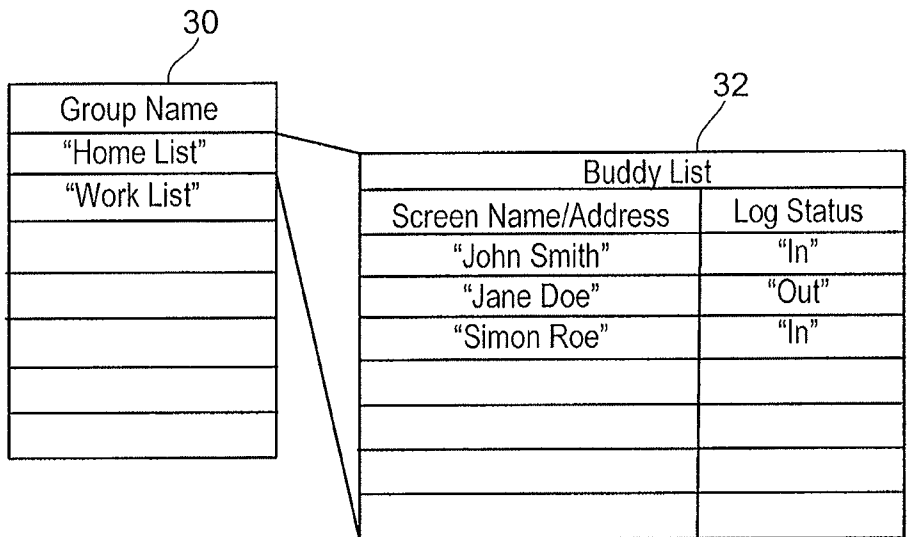 30
Group Name
“Home List”
“Work List”
32
Buddy List
Screen Name/Address Log Status
“John Smith” “In”
“Jane Doe” “Out”
“Simon Roe” “In”